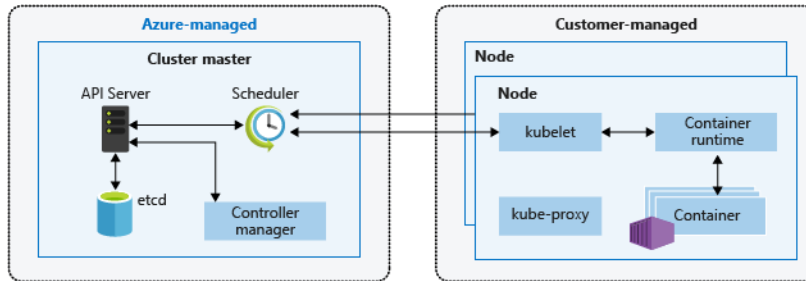 Azure-managed
Customer-managed
Cluster master
Node
API Server
Scheduler
Node
kubelet
Container
runtime
etcd
Controller
manager
kube-proxy
Container